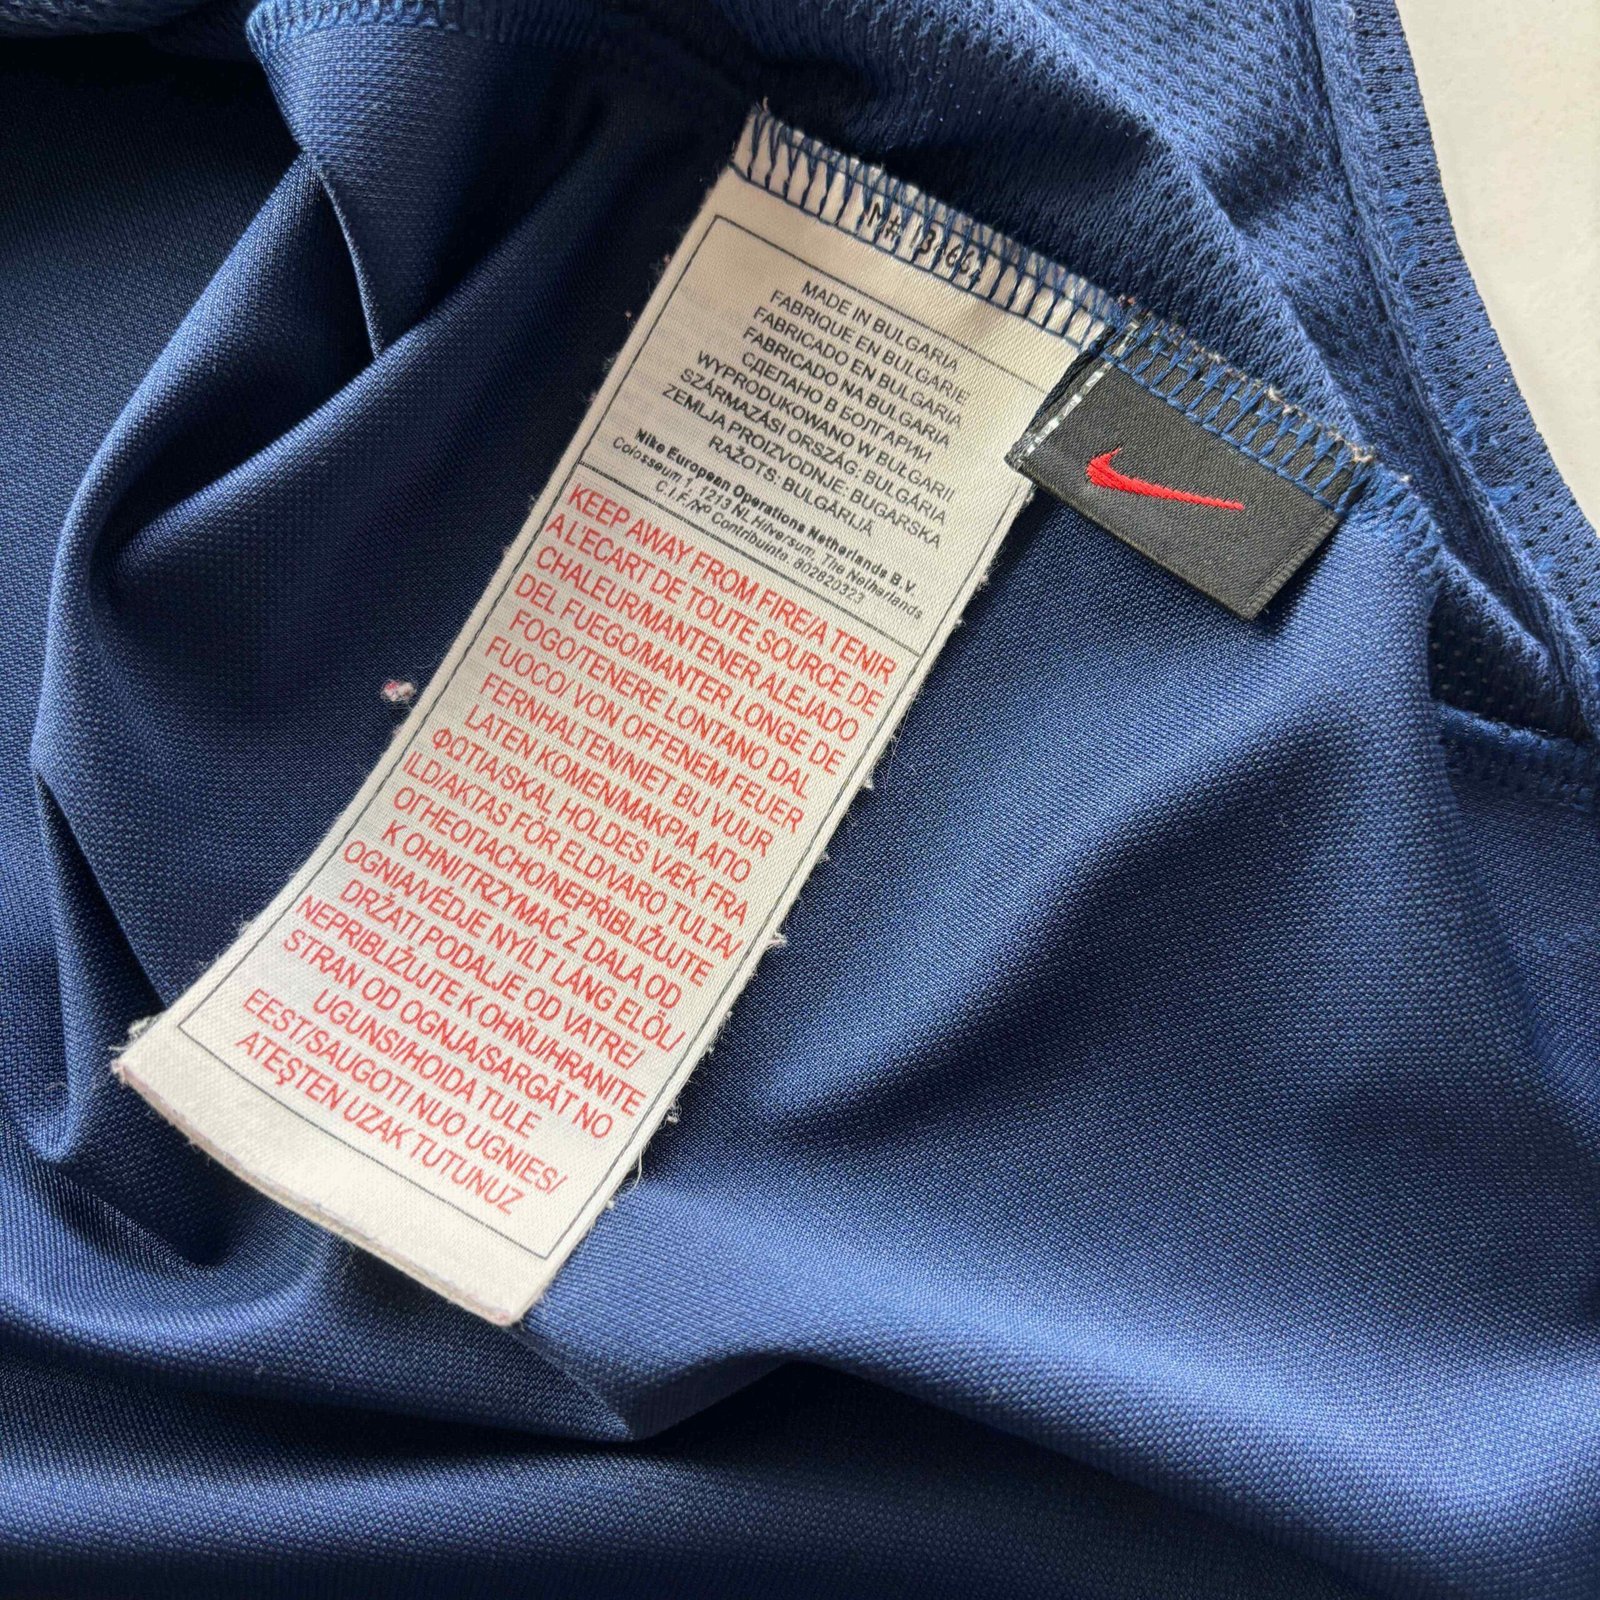 MADE IN BULGARIA
FABRIQUE EN BULGARIE
FABRICADO EN BULGARIA
FABRICADO NA BULGARIA
СДЕЛАНО В БОЛГАРИИ
WYPRODUKOWANO W BUŁGARII
SZÁRMAZÁSI ORSZÁG: BULGÁRIA
ZEMLJA PROIZVODNJE: BUGARSKA
RAŽOTS: BULGĀRIJĀ
Nike European Operations Netherlands B.V.
Colosseum 1, 1213 NL Hilversum, The Netherlands
C.I.F./Nº Contribuinte. 802820323
KEEP AWAY FROM FIRE/A TENIR
A L'ECART DE TOUTE SOURCE DE
CHALEUR/MANTENER ALEJADO
DEL FUEGO/MANTER LONGE DE
FOGO/TENERE LONTANO DAL
FUOCO/ VON OFFENEM FEUER
FERNHALTEN/NIET BIJ VUUR
LATEN KOMEN/ΜΑΚΡΙΑ ΑΠΟ
ΦΩΤΙΑ/SKAL HOLDES VÆK FRA
ILD/AKTAS FÖR ELD/VARO TULTA/
ОГНЕОПАСНО/NEPŘIBLIŽUJTE
K OHNI/TRZYMAĆ Z DALA OD
OGNIA/VÉDJE NYÍLT LÁNG ELŐL/
DRŽATI PODALJE OD VATRE/
NEPRIBLIŽUJTE K OHŇU/HRANITE
STRAN OD OGNJA/SARGĀT NO
UGUNS/HOIDA TULE
EEST/SAUGOTI NUO UGNIES/
ATEŞTEN UZAK TUTUNUZ